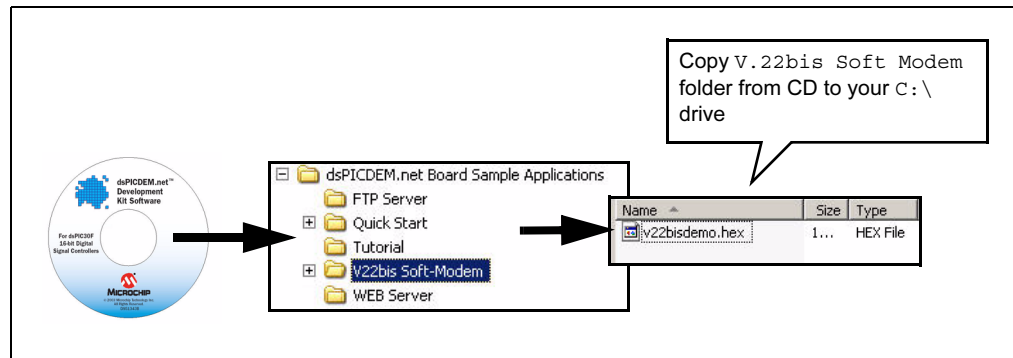 Copy V.22bis Soft Modem
folder from CD to your C:\
drive
dsPICDEM.net™
Development
Kit Software
For dsPIC30F
16-bit Digital
Signal Controllers
MICROCHIP
dsPICDEM.net Board Sample Applications
FTP Server
Quick Start
Tutorial
V22bis Soft-Modem
WEB Server
Name Size Type
v22bisdemo.hex 1... HEX File